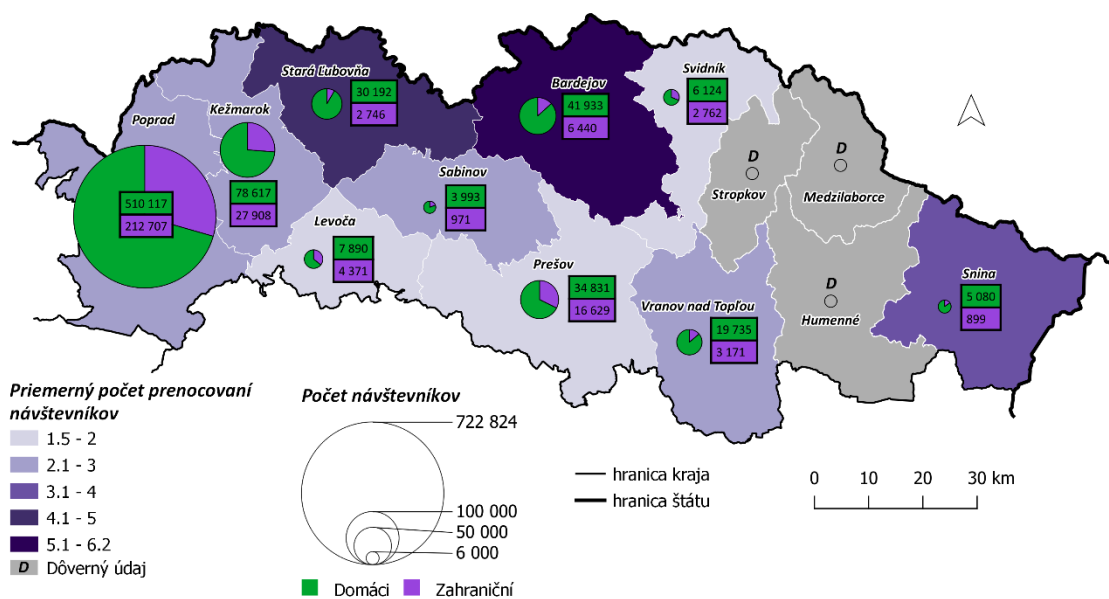 Stará Ľubovňa
30 192
2 746
Bardejov
41 933
6 440
Svidník
6 124
2 762
Kežmarok
78 617
27 908
Poprad
510 117
212 707
Sabinov
3 993
971
Levoča
7 890
4 371
Prešov
34 831
16 629
D
Stropkov
D
Medzilaborce
Vranov nad Topľou
19 735
3 171
D
Humenné
Snina
5 080
899
Priemerný počet prenocovaní
návštevníkov
1.5 - 2
2.1 - 3
3.1 - 4
4.1 - 5
5.1 - 6.2
D Dôverný údaj
Počet návštevníkov
722 824
100 000
50 000
6 000
Domáci
Zahraniční
hranica kraja
hranica štátu
0 10 20 30 km